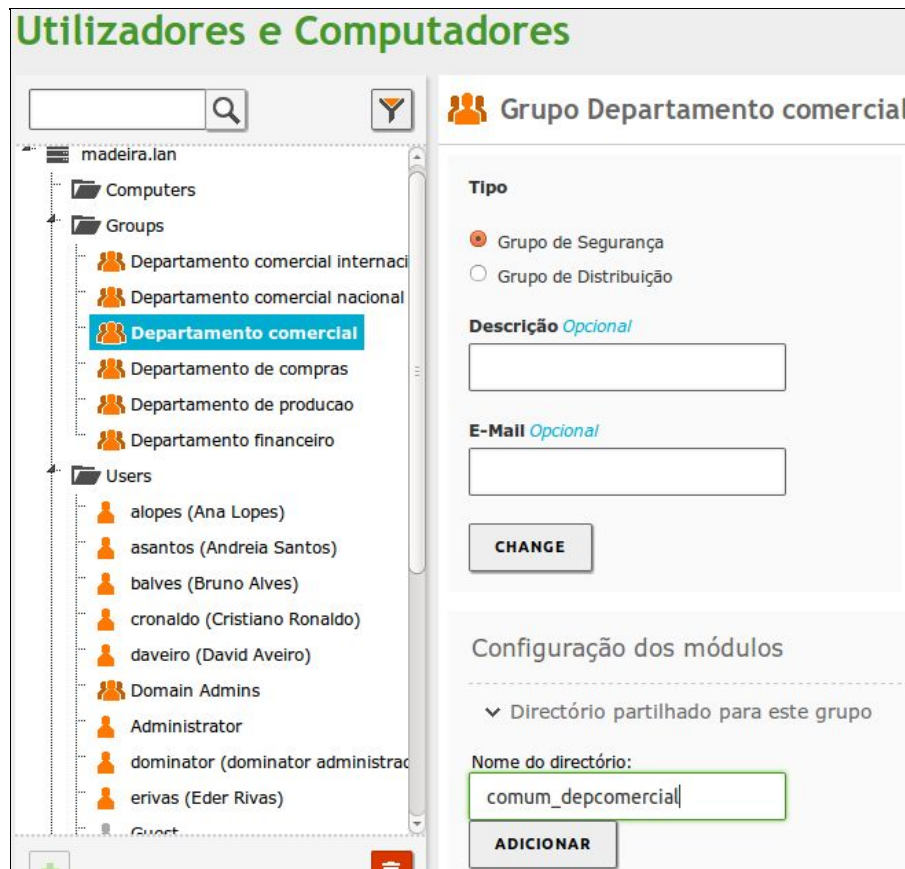 Utilizadores e Computadores
madeira.lan
Computers
Groups
Departamento comercial internaci
Departamento comercial nacional
Departamento comercial
Departamento de compras
Departamento de producao
Departamento financeiro
Users
alopes (Ana Lopes)
asantos (Andreia Santos)
balves (Bruno Alves)
cronaldo (Cristiano Ronaldo)
daveiro (David Aveiro)
Domain Admins
Administrator
dominator (dominator administrac
erivas (Eder Rivas)
Guest
Grupo Departamento comercial
Tipo
Grupo de Segurança
Grupo de Distribuição
Descrição Opcional
E-Mail Opcional
CHANGE
Configuração dos módulos
Directório partilhado para este grupo
Nome do directório:
comum_depcomercial
ADICIONAR